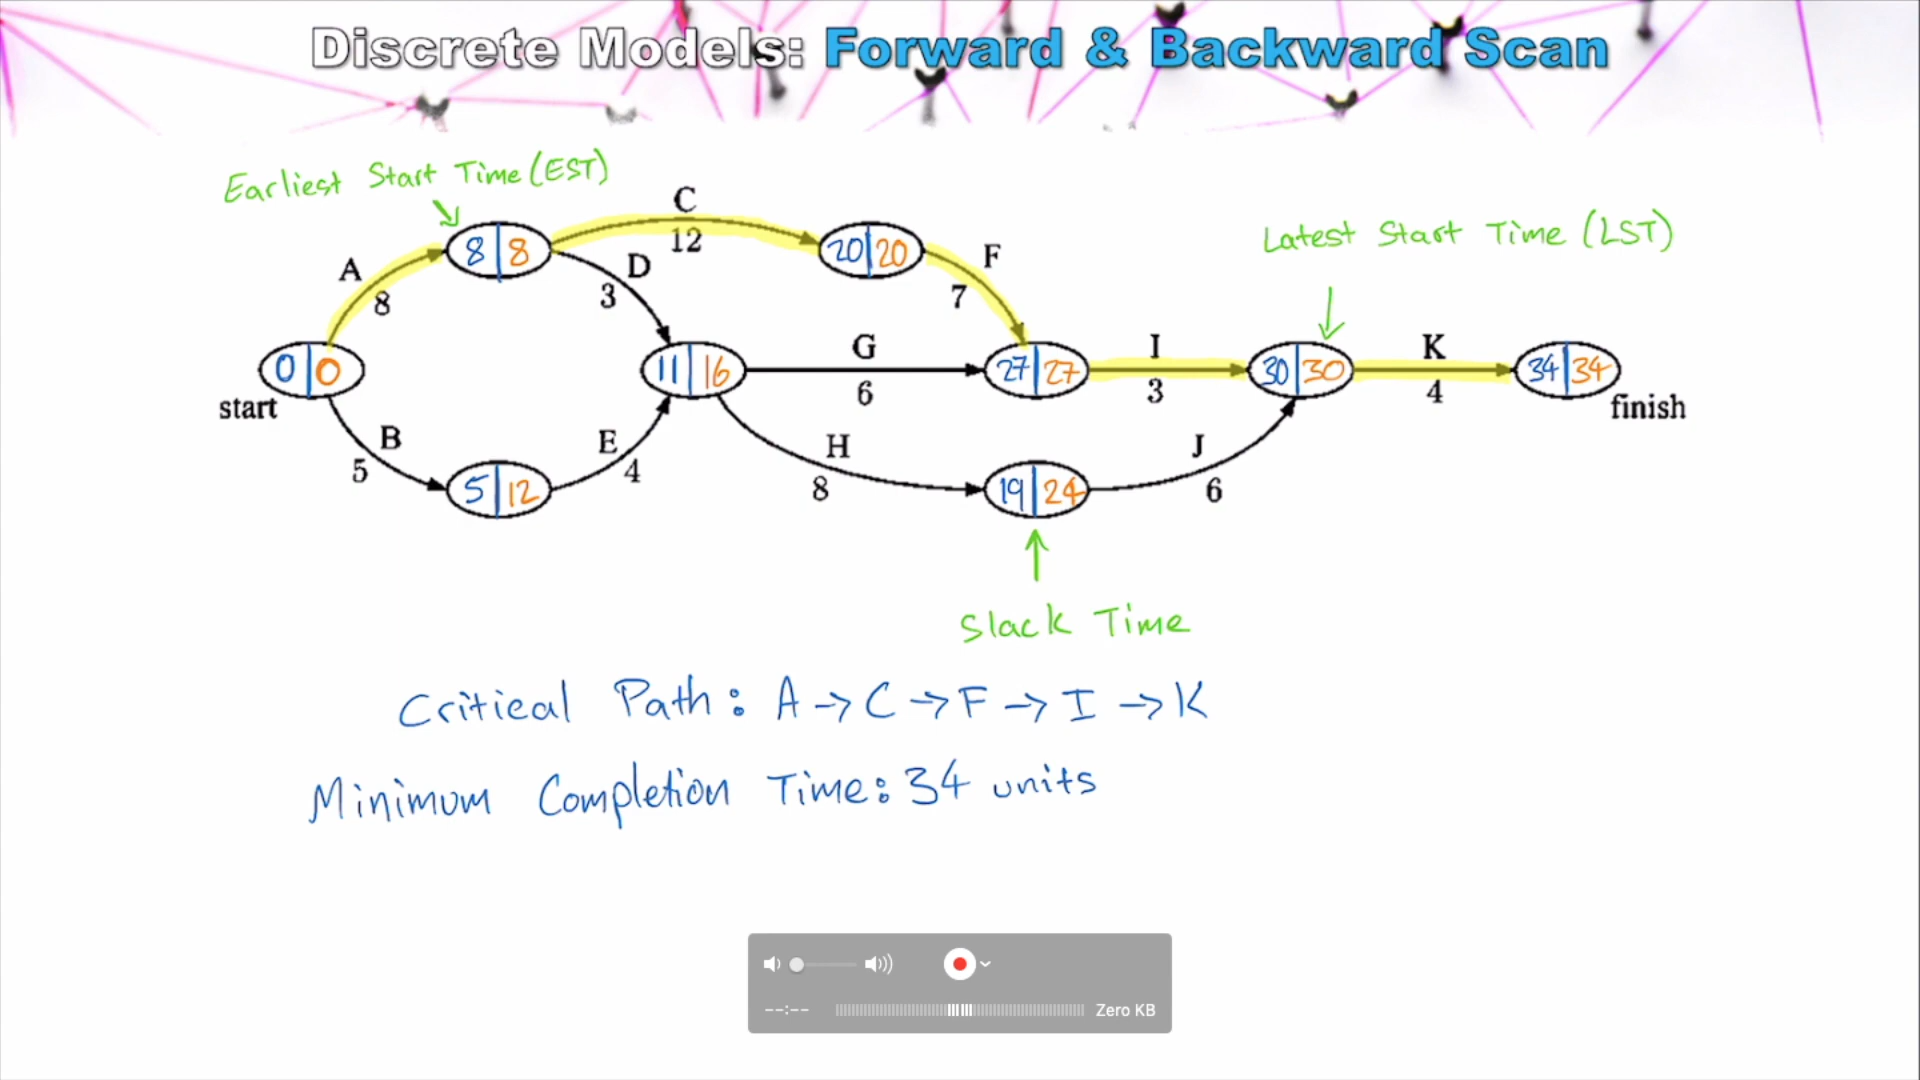 Discrete Models: Forward & Backward Scan
Earliest Start Time (EST)
Latest Start Time (LST)
C
12
8|8
20|20
A
8
D
3
F
7
0|0
start
11|16
G
6
27|27
I
3
30|30
K
4
34|34
finish
B
5
E
4
H
8
J
6
5|12
19|24
Slack Time
Critical Path: A → C → F → I → K
Minimum Completion Time: 34 units
--:--
Zero KB